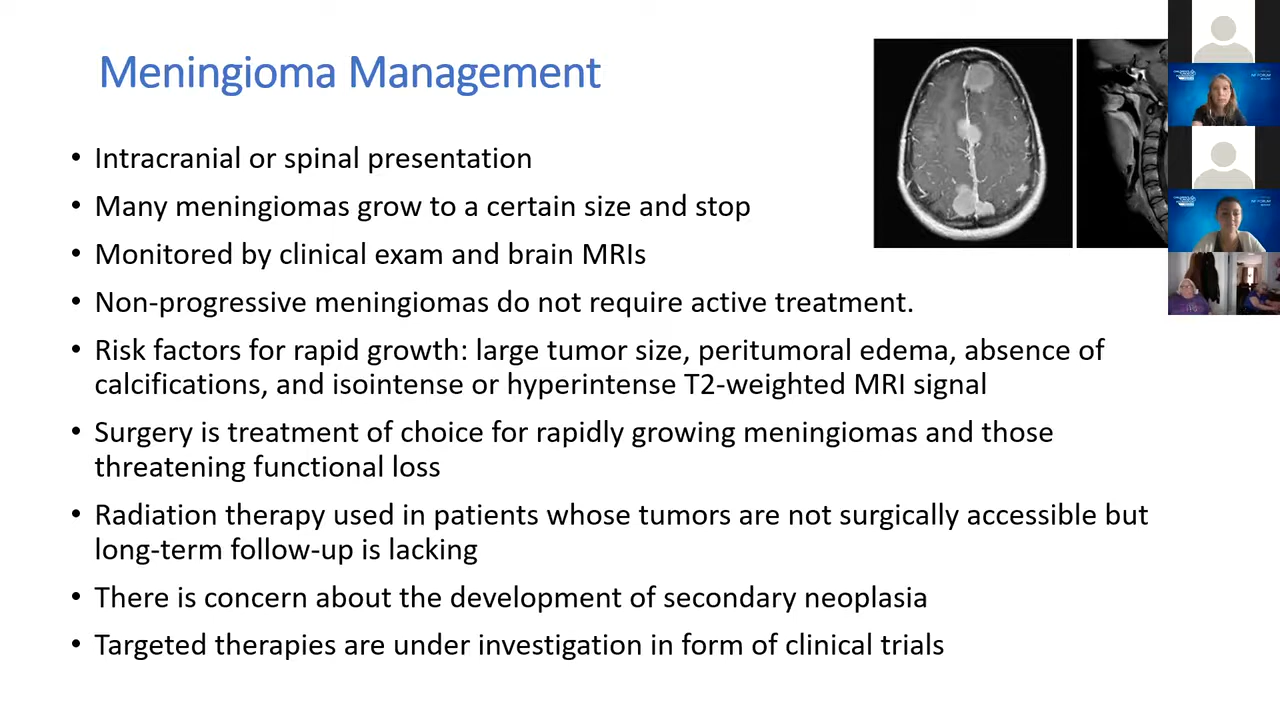 Meningioma Management
• Intracranial or spinal presentation
• Many meningiomas grow to a certain size and stop
• Monitored by clinical exam and brain MRIs
• Non-progressive meningiomas do not require active treatment.
• Risk factors for rapid growth: large tumor size, peritumoral edema, absence of
calcifications, and isointense or hyperintense T2-weighted MRI signal
• Surgery is treatment of choice for rapidly growing meningiomas and those
threatening functional loss
• Radiation therapy used in patients whose tumors are not surgically accessible but
long-term follow-up is lacking
• There is concern about the development of secondary neoplasia
• Targeted therapies are under investigation in form of clinical trials